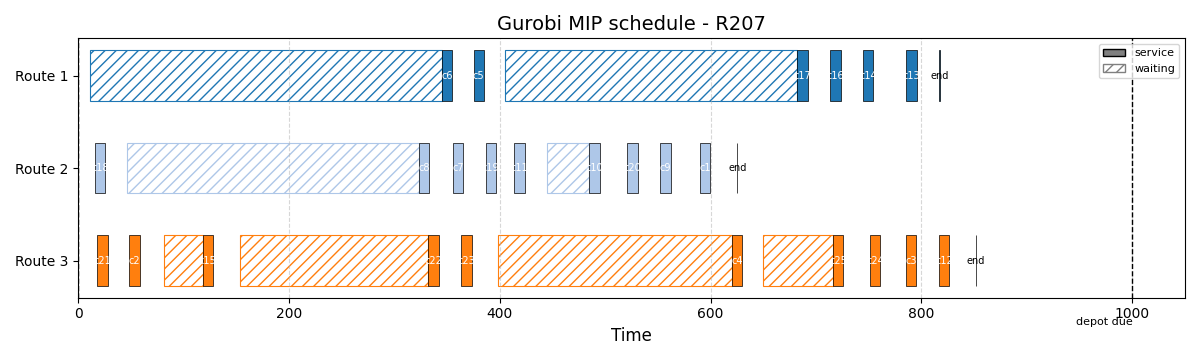 Gurobi MIP schedule - R207
service
waiting
Route 1
c6 c5 c17 c16 c14 c13 end
Route 2
c18 c8 c7 c19 c11 c10 c20 c9 c1 end
Route 3
c21 c2 c15 c22 c23 c4 c25 c24 c3 c12 end
0 200 400 600 800 1000
depot due
Time